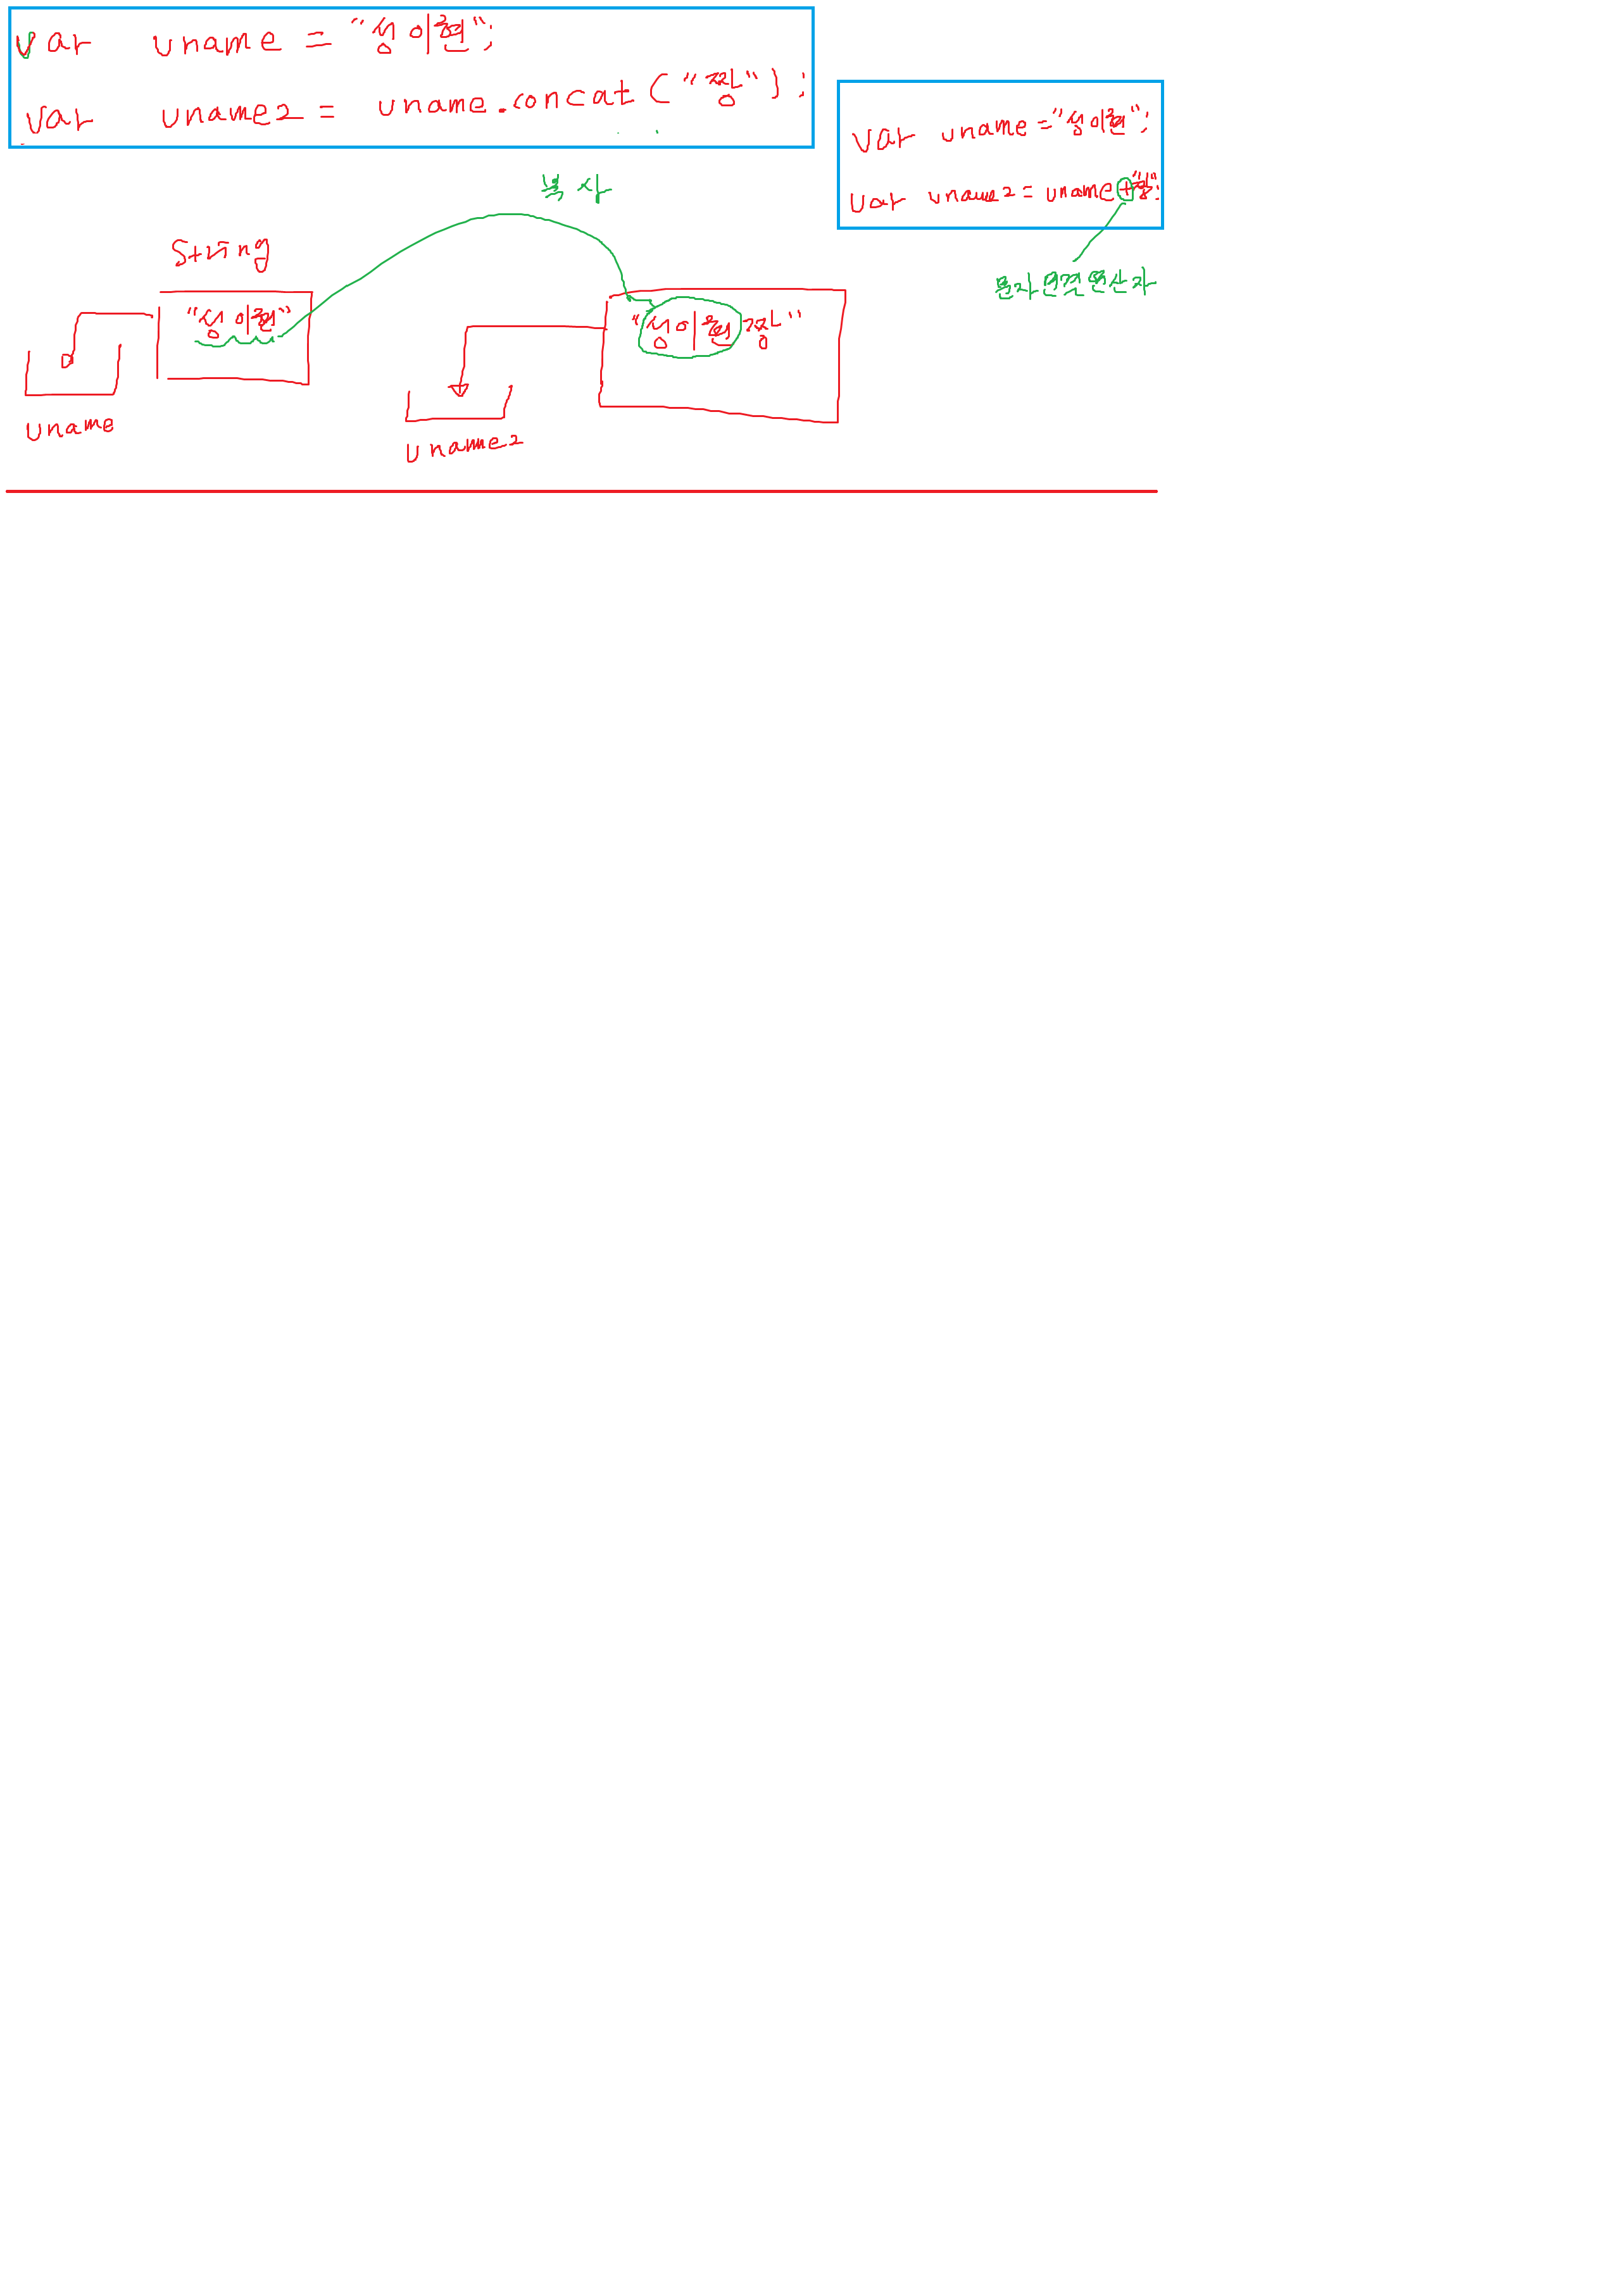 var uname = "성이현";
var uname2 = uname.concat("짱");
var uname = "성이현";
var uname2 = uname+"짱";
복사
문자연결연산자
String
"성이현"
"성이현짱"
uname
uname2